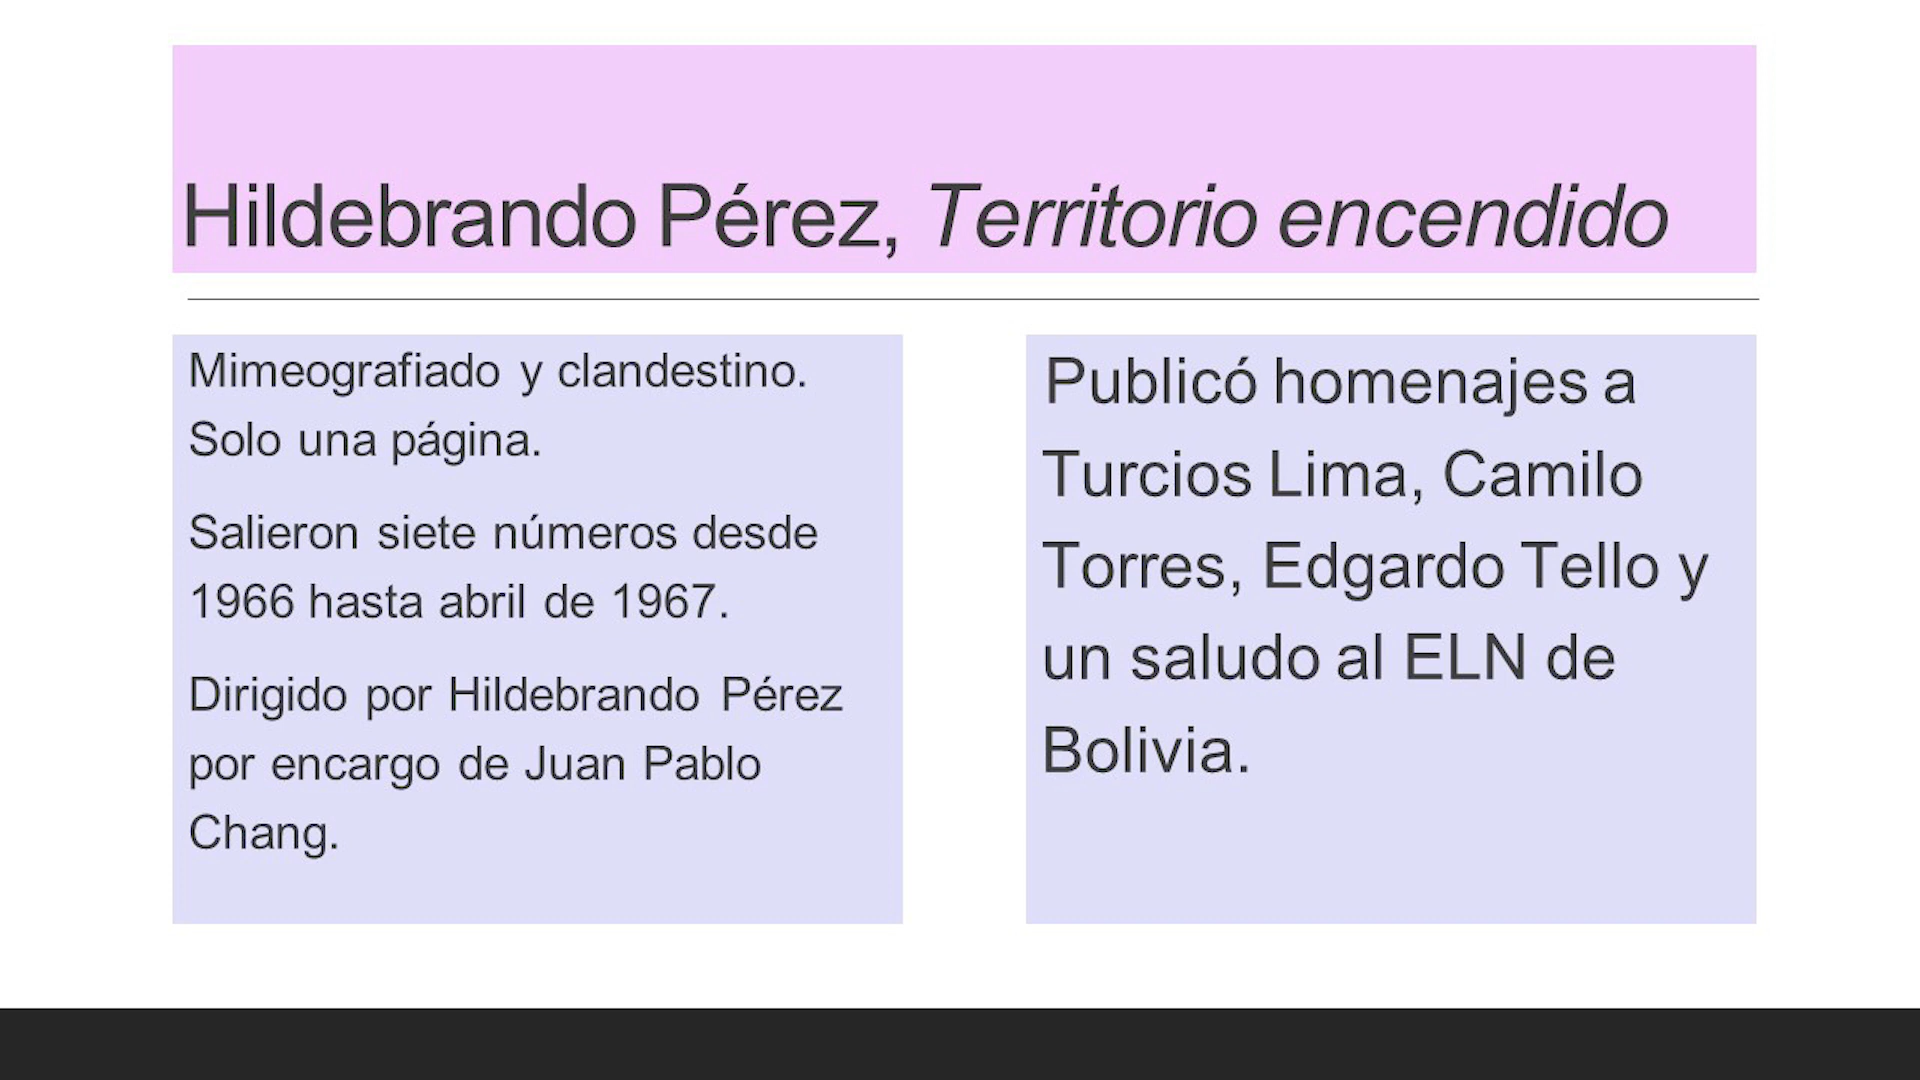 Hildebrando Pérez, Territorio encendido
Mimeografiado y clandestino.
Solo una página.
Salieron siete números desde
1966 hasta abril de 1967.
Dirigido por Hildebrando Pérez
por encargo de Juan Pablo
Chang.
Publicó homenajes a
Turcios Lima, Camilo
Torres, Edgardo Tello y
un saludo al ELN de
Bolivia.